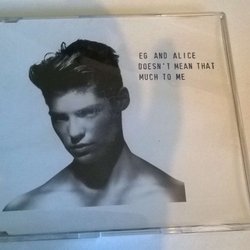 EG AND ALICE
DOESN'T MEAN THAT
MUCH TO ME